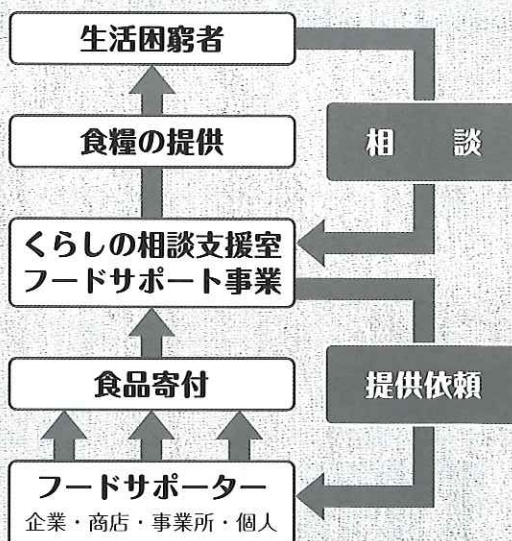 生活困窮者
相談
食糧の提供
くらしの相談支援室
フードサポート事業
提供依頼
食品寄付
フードサポーター
企業・商店・事業所・個人